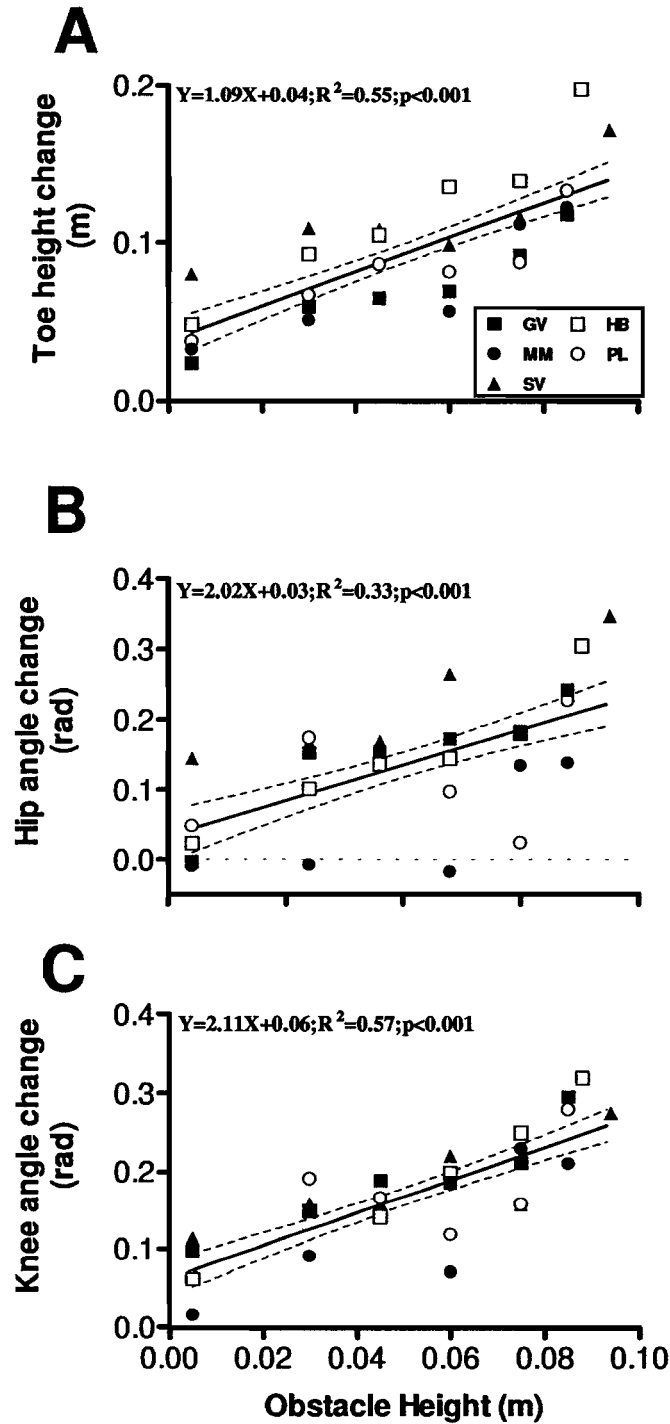 A
Y=1.09X+0.04;R²=0.55;p<0.001
Toe height change
(m)
0.2
0.1
0.0
GV HB
MM PL
SV
B
Y=2.02X+0.03;R²=0.33;p<0.001
Hip angle change
(rad)
0.4
0.3
0.2
0.1
0.0
C
Y=2.11X+0.06;R²=0.57;p<0.001
Knee angle change
(rad)
0.4
0.3
0.2
0.1
0.0
0.00 0.02 0.04 0.06 0.08 0.10
Obstacle Height (m)